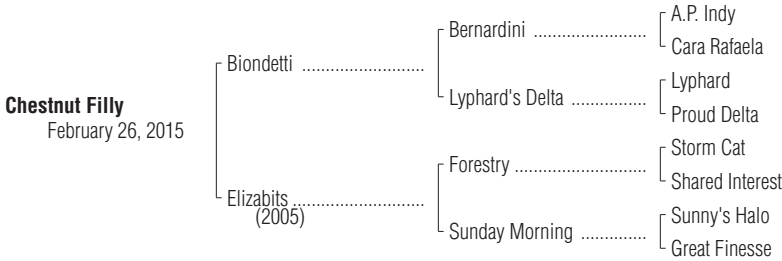 A.P. Indy
Bernardini ..........................
Cara Rafaela
Biondetti ............................
Lyphard
Lyphard's Delta .................
Proud Delta
Chestnut Filly
February 26, 2015
Storm Cat
Forestry ..............................
Shared Interest
Elizabits ..............................
(2005)
Sunny's Halo
Sunday Morning ...............
Great Finesse